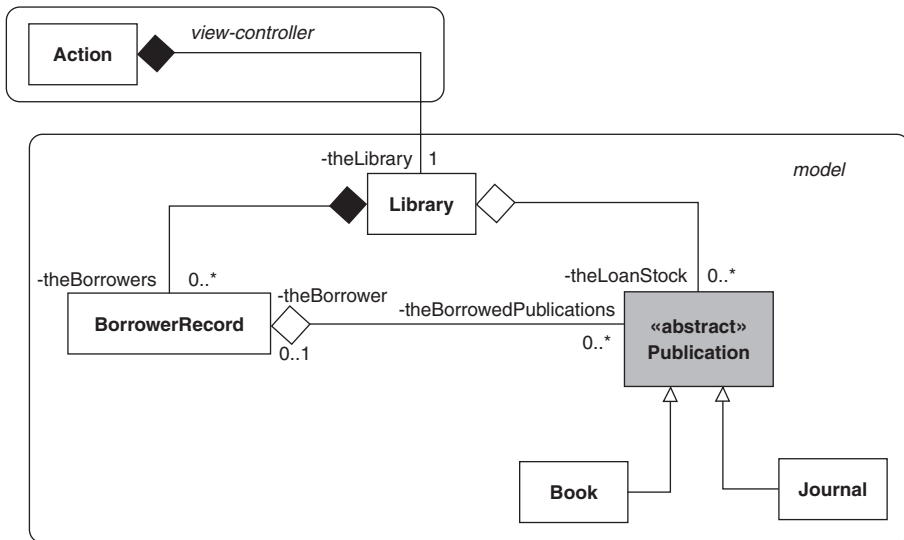 view-controller
Action
-theLibrary 1
model
Library
-theBorrowers 0..*
-theLoanStock 0..*
-theBorrower
-theBorrowedPublications
BorrowerRecord
0..1
0..*
«abstract»
Publication
Book
Journal